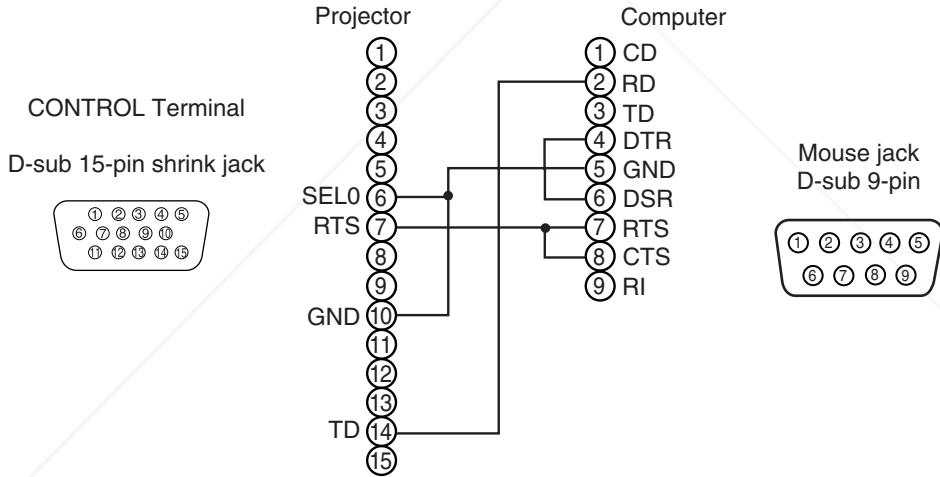 Projector
Computer
CONTROL Terminal
D-sub 15-pin shrink jack
1 2 3 4 5
6 7 8 9 10
11 12 13 14 15
1
2
3
4
5
SEL0 6
RTS 7
8
9
GND 10
11
12
13
TD 14
15
1 CD
2 RD
3 TD
4 DTR
5 GND
6 DSR
7 RTS
8 CTS
9 RI
Mouse jack
D-sub 9-pin
1 2 3 4 5
6 7 8 9